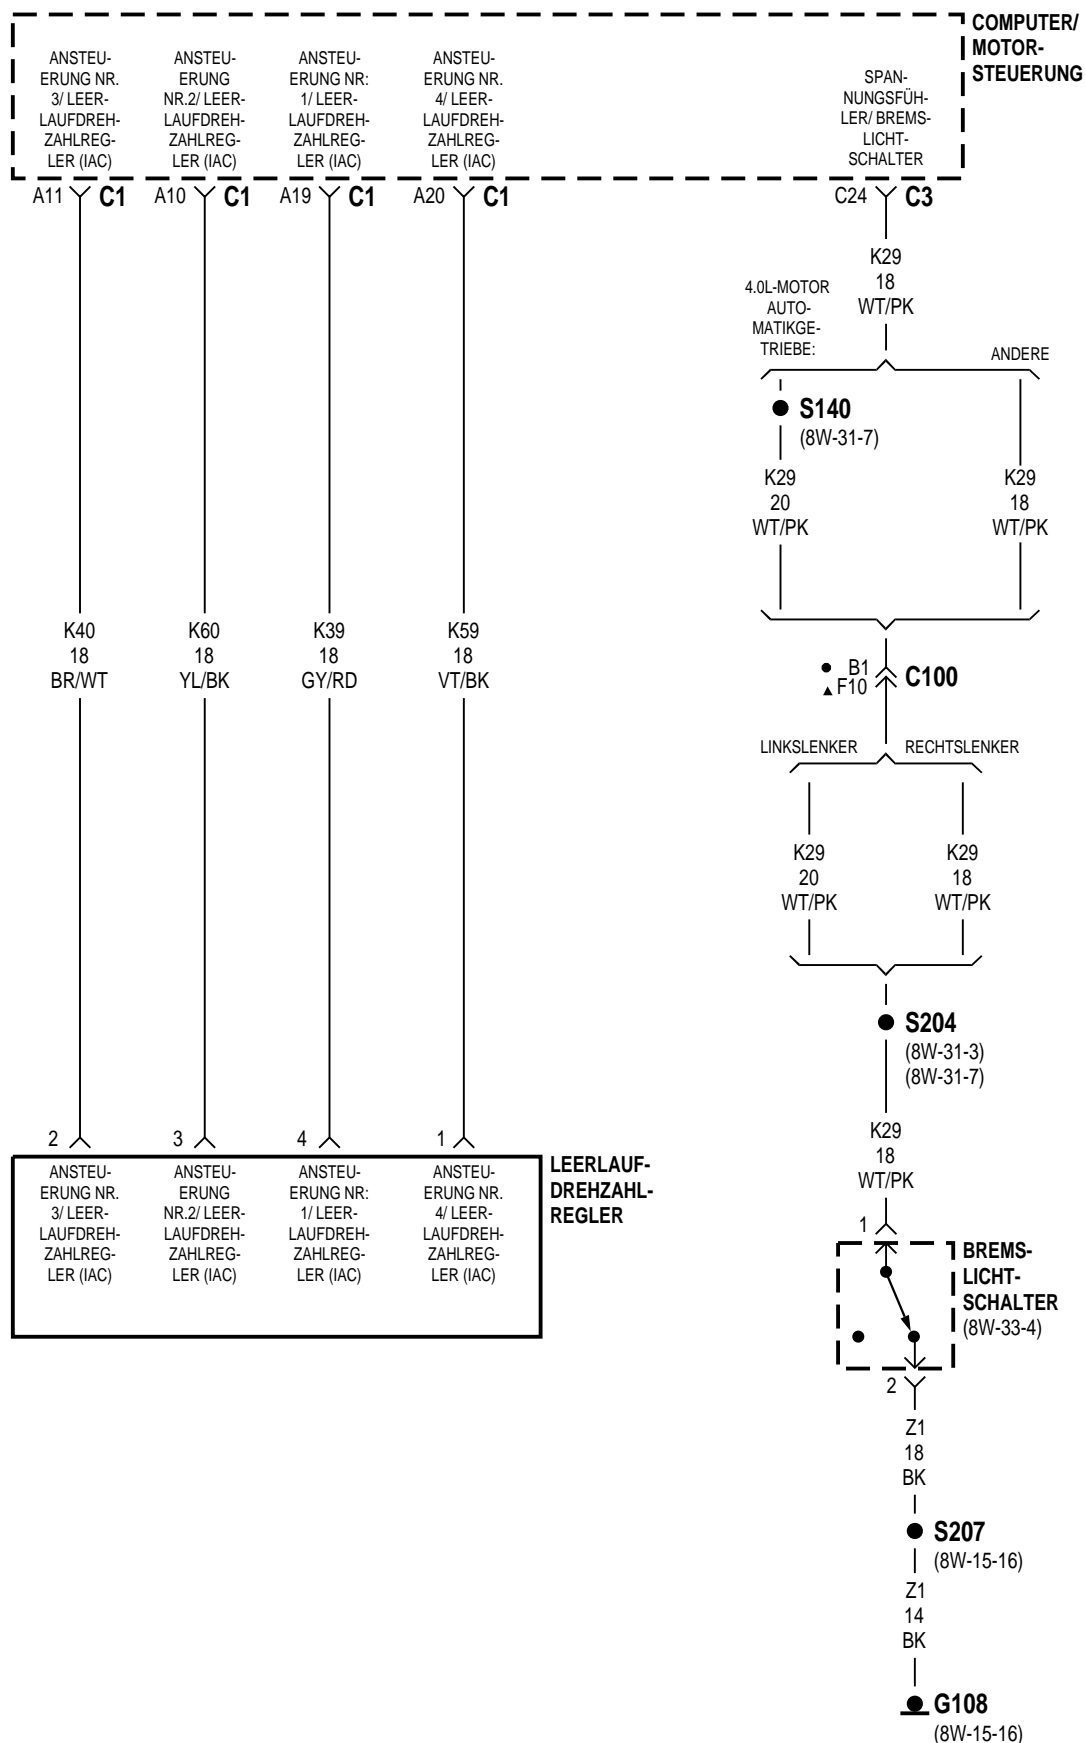 COMPUTER/
MOTOR-
STEUERUNG
ANSTEU-
ERUNG NR.
3/ LEER-
LAUFDREH-
ZAHLREG-
LER (IAC)
ANSTEU-
ERUNG
NR.2/ LEER-
LAUFDREH-
ZAHLREG-
LER (IAC)
ANSTEU-
ERUNG NR:
1/ LEER-
LAUFDREH-
ZAHLREG-
LER (IAC)
ANSTEU-
ERUNG NR.
4/ LEER-
LAUFDREH-
ZAHLREG-
LER (IAC)
SPAN-
NUNGSFÜH-
LER/ BREMS-
LICHT-
SCHALTER
A11 C1
A10 C1
A19 C1
A20 C1
C24 C3
K29
18
WT/PK
4.0L-MOTOR
AUTO-
MATIKGE-
TRIEBE:
ANDERE
S140
(8W-31-7)
K29
20
WT/PK
K29
18
WT/PK
K40
18
BR/WT
K60
18
YL/BK
K39
18
GY/RD
K59
18
VT/BK
B1
F10
C100
LINKSLENKER
RECHTSLENKER
K29
20
WT/PK
K29
18
WT/PK
S204
(8W-31-3)
(8W-31-7)
K29
18
WT/PK
2
3
4
1
ANSTEU-
ERUNG NR.
3/ LEER-
LAUFDREH-
ZAHLREG-
LER (IAC)
ANSTEU-
ERUNG
NR.2/ LEER-
LAUFDREH-
ZAHLREG-
LER (IAC)
ANSTEU-
ERUNG NR:
1/ LEER-
LAUFDREH-
ZAHLREG-
LER (IAC)
ANSTEU-
ERUNG NR.
4/ LEER-
LAUFDREH-
ZAHLREG-
LER (IAC)
LEERLAUF-
DREHZAHL-
REGLER
1
BREMS-
LICHT-
SCHALTER
(8W-33-4)
2
Z1
18
BK
S207
(8W-15-16)
Z1
14
BK
G108
(8W-15-16)